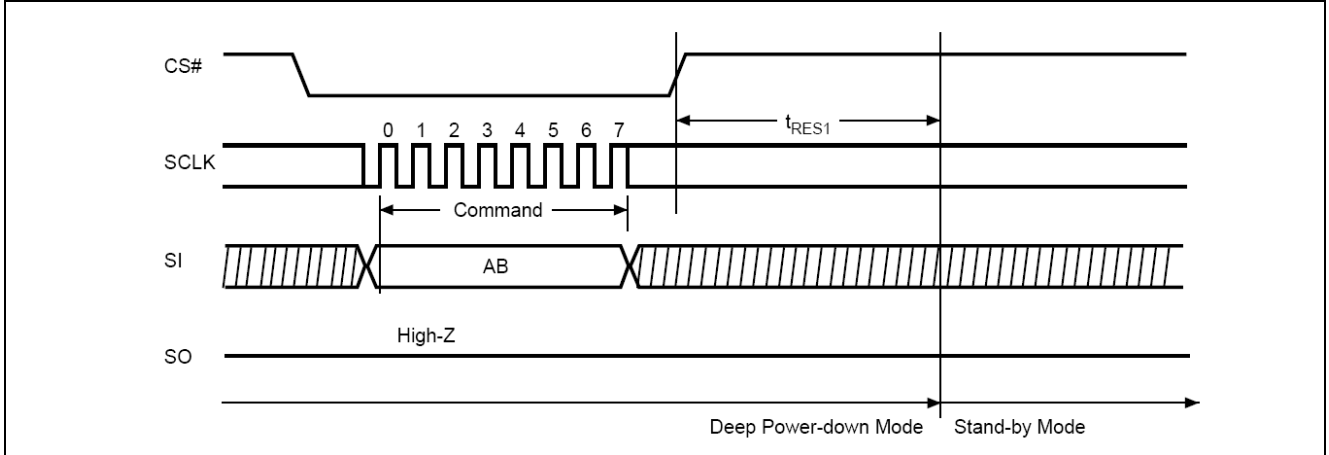 CS#
tRES1
0 1 2 3 4 5 6 7
SCLK
Command
SI
AB
High-Z
SO
Deep Power-down Mode Stand-by Mode